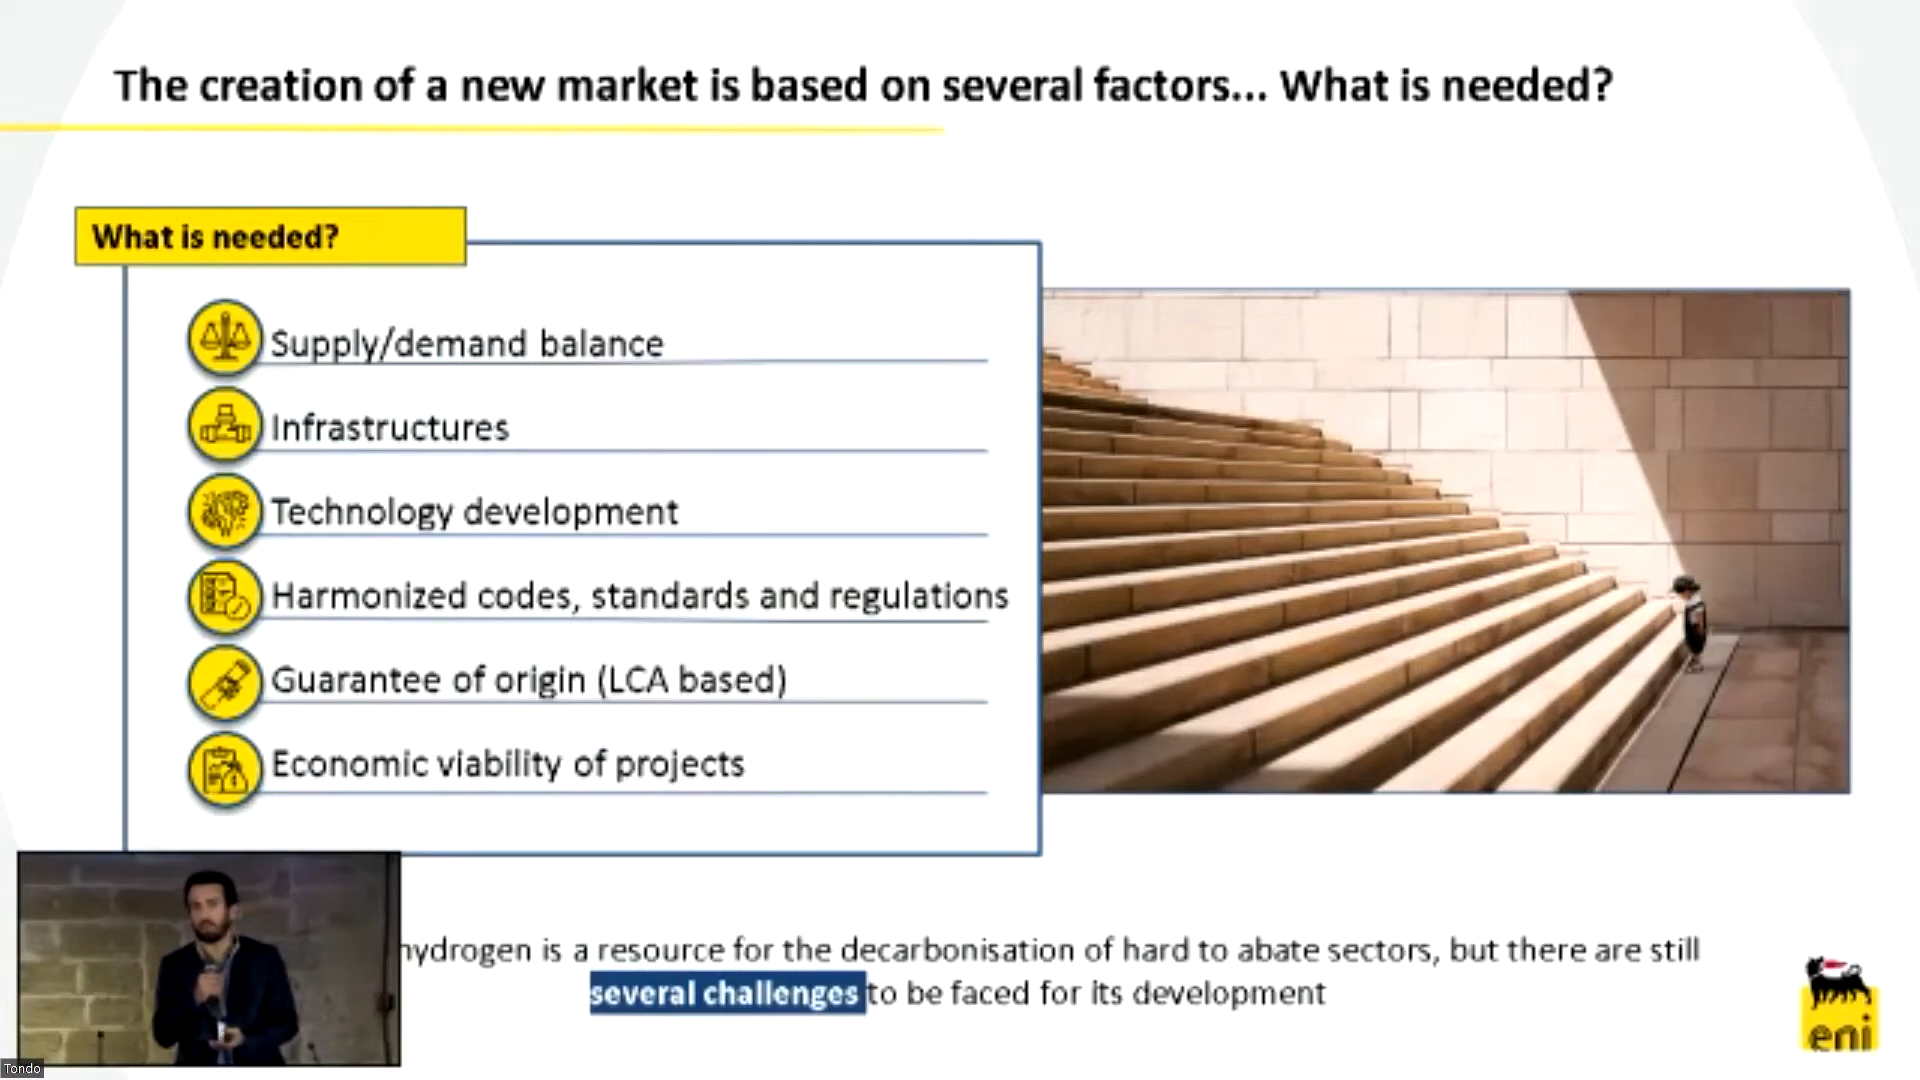 The creation of a new market is based on several factors... What is needed?
What is needed?
Supply/demand balance
Infrastructures
Technology development
Harmonized codes, standards and regulations
Guarantee of origin (LCA based)
Economic viability of projects
hydrogen is a resource for the decarbonisation of hard to abate sectors, but there are still
several challenges to be faced for its development
eni
Tondo